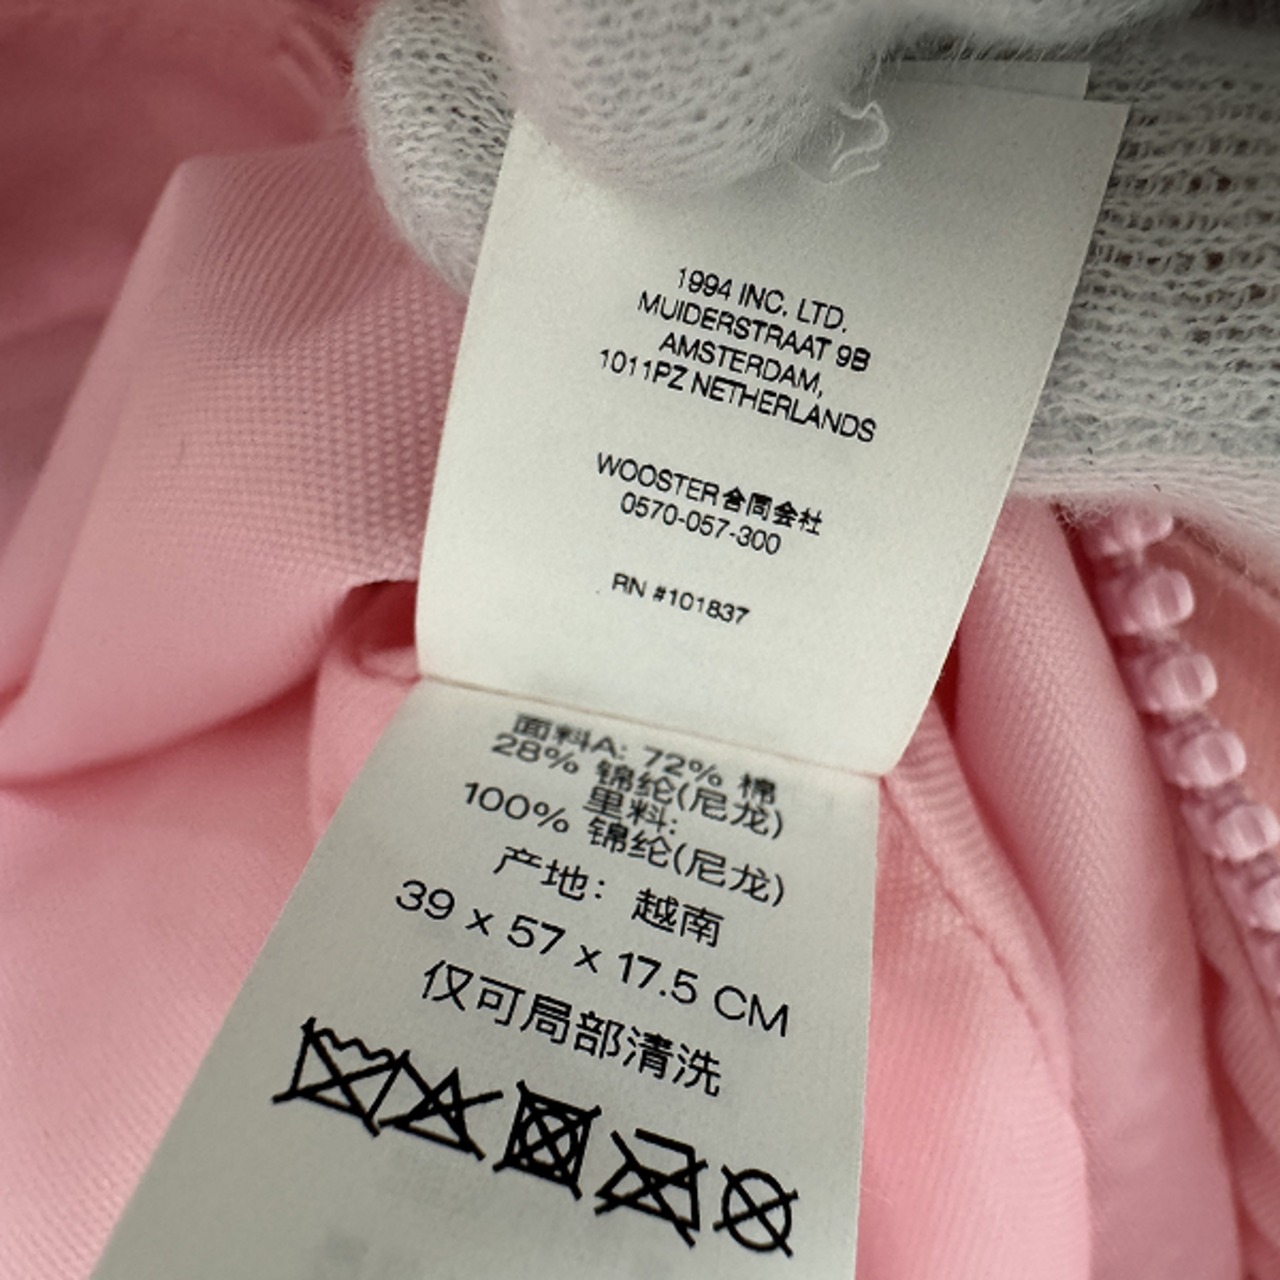 1994 INC. LTD.
MUIDERSTRAAT 9B
AMSTERDAM,
1011PZ NETHERLANDS
WOOSTER合同会社
0570-057-300
RN #101837
面料A: 72% 棉
28% 锦纶(尼龙)
里料:
100% 锦纶(尼龙)
产地: 越南
39 x 57 x 17.5 CM
仅可局部清洗